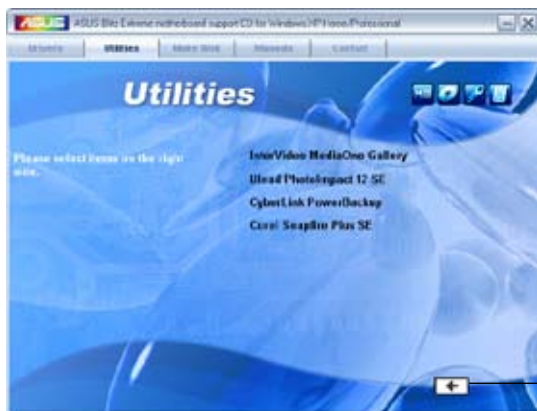 ASUS ASUS Blitz Extreme motherboard support CD for Windows XP Home/Professional
Drivers Utilities Make Disk Manuals Contact
Utilities
Please select items on the right
side.
InterVideo MediaOne Gallery
Ulead PhotoImpact 12 SE
CyberLink PowerBackup
Corel Snapfire Plus SE